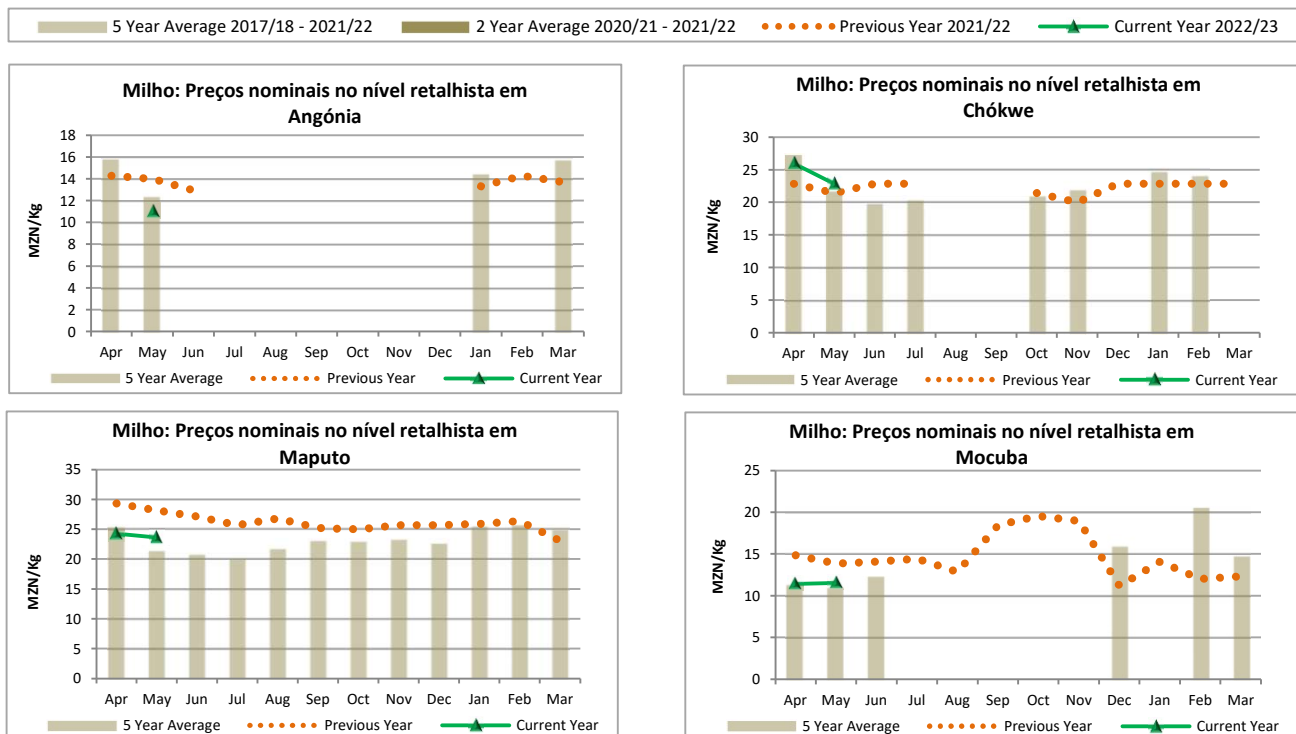 5 Year Average 2017/18 - 2021/22 2 Year Average 2020/21 - 2021/22 Previous Year 2021/22 Current Year 2022/23
Milho: Preços nominais no nível retalhista em
Angónia
MZN/Kg
18
16
14
12
10
8
6
4
2
0
Apr May Jun Jul Aug Sep Oct Nov Dec Jan Feb Mar
5 Year Average Previous Year Current Year
Milho: Preços nominais no nível retalhista em
Chókwe
MZN/Kg
30
25
20
15
10
5
0
Apr May Jun Jul Aug Sep Oct Nov Dec Jan Feb Mar
5 Year Average Previous Year Current Year
Milho: Preços nominais no nível retalhista em
Maputo
MZN/Kg
35
30
25
20
15
10
5
0
Apr May Jun Jul Aug Sep Oct Nov Dec Jan Feb Mar
5 Year Average Previous Year Current Year
Milho: Preços nominais no nível retalhista em
Mocuba
MZN/Kg
25
20
15
10
5
0
Apr May Jun Jul Aug Sep Oct Nov Dec Jan Feb Mar
5 Year Average Previous Year Current Year